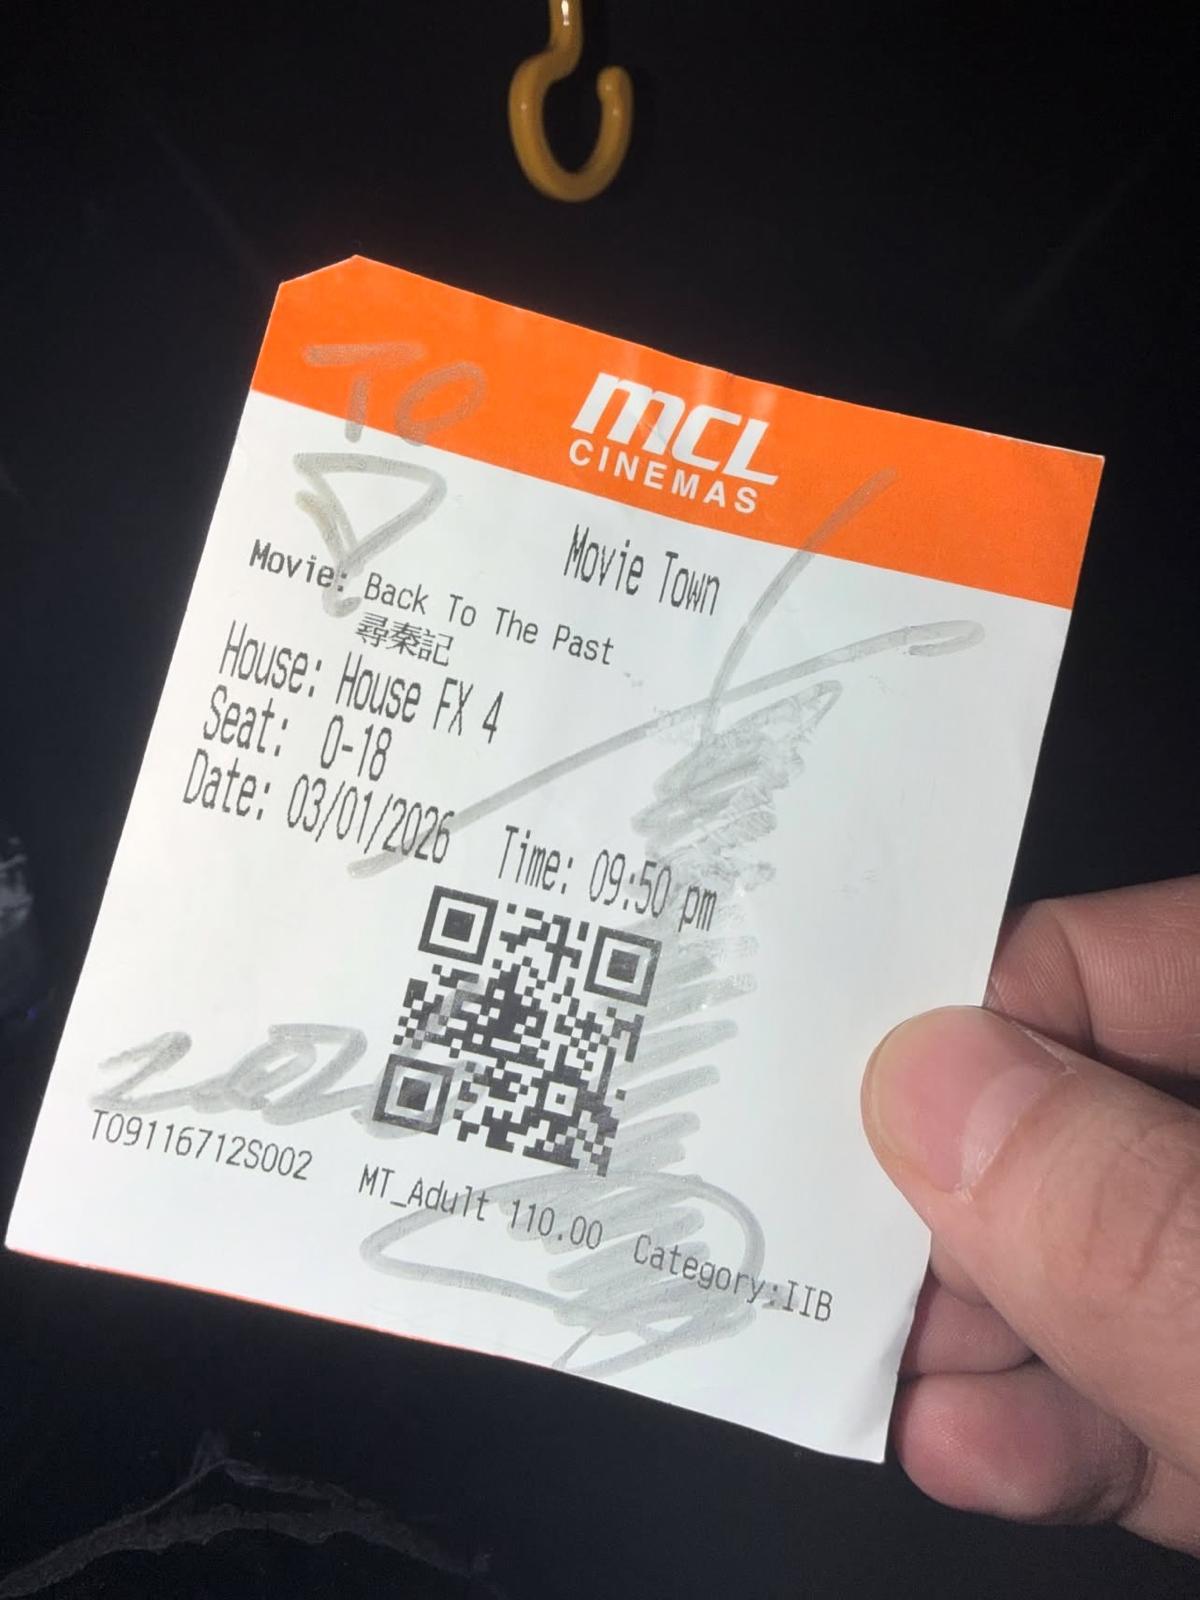 TO
MCL
CINEMAS
Movie Town
Movie: Back To The Past
尋秦記
House: House FX 4
Seat: O-18
Date: 03/01/2026 Time: 09:50 pm
T09116712S002 MT_Adult 110.00 Category:IIB